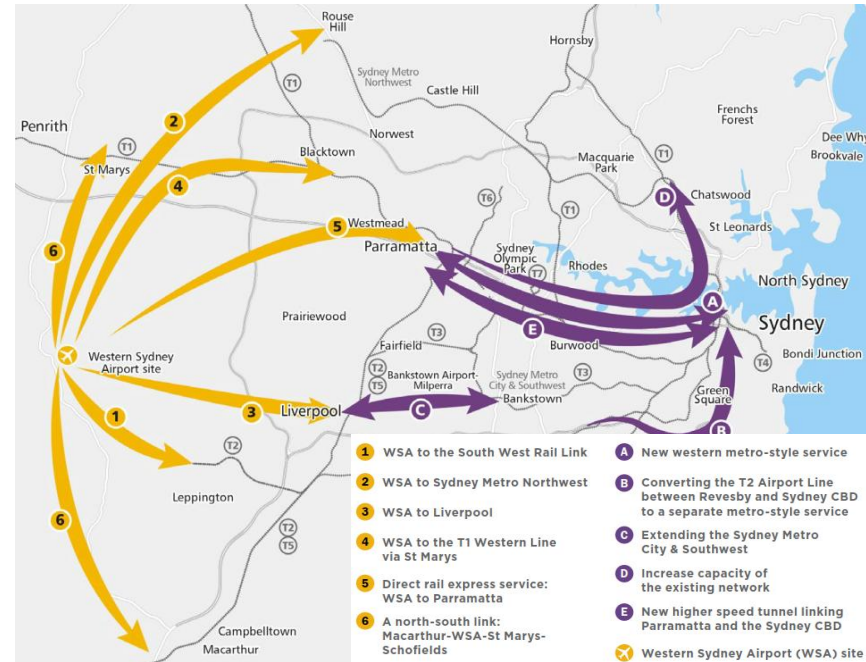 Rouse
Hill
Hornsby
T1
Sydney Metro
Northwest
Castle Hill
Frenchs
Forest
Penrith
T1
2
Norwest
Dee Why
Brookvale
St Marys
Blacktown
Macquarie
Park
T1
4
T6
D
Chatswood
T1
St Leonards
6
5
Westmead
Parramatta
Sydney
Olympic
Park
T7
Rhodes
North Sydney
A
Prairiewood
E
Sydney
T3
Burwood
Western Sydney
Airport site
Fairfield
T2
T5
Bankstown Airport-
Milperra
Sydney Metro
City & Southwest
T3
T4
Bondi Junction
Randwick
Green
Square
1
3
Liverpool
C
Bankstown
B
T2
Leppington
6
T2
T5
Campbelltown
Macarthur
1 WSA to the South West Rail Link
2 WSA to Sydney Metro Northwest
3 WSA to Liverpool
4 WSA to the T1 Western Line
via St Marys
5 Direct rail express service:
WSA to Parramatta
6 A north-south link:
Macarthur-WSA-St Marys-
Schofields
A New western metro-style service
B Converting the T2 Airport Line
between Revesby and Sydney CBD
to a separate metro-style service
C Extending the Sydney Metro
City & Southwest
D Increase capacity of
the existing network
E New higher speed tunnel linking
Parramatta and the Sydney CBD
Western Sydney Airport (WSA) site